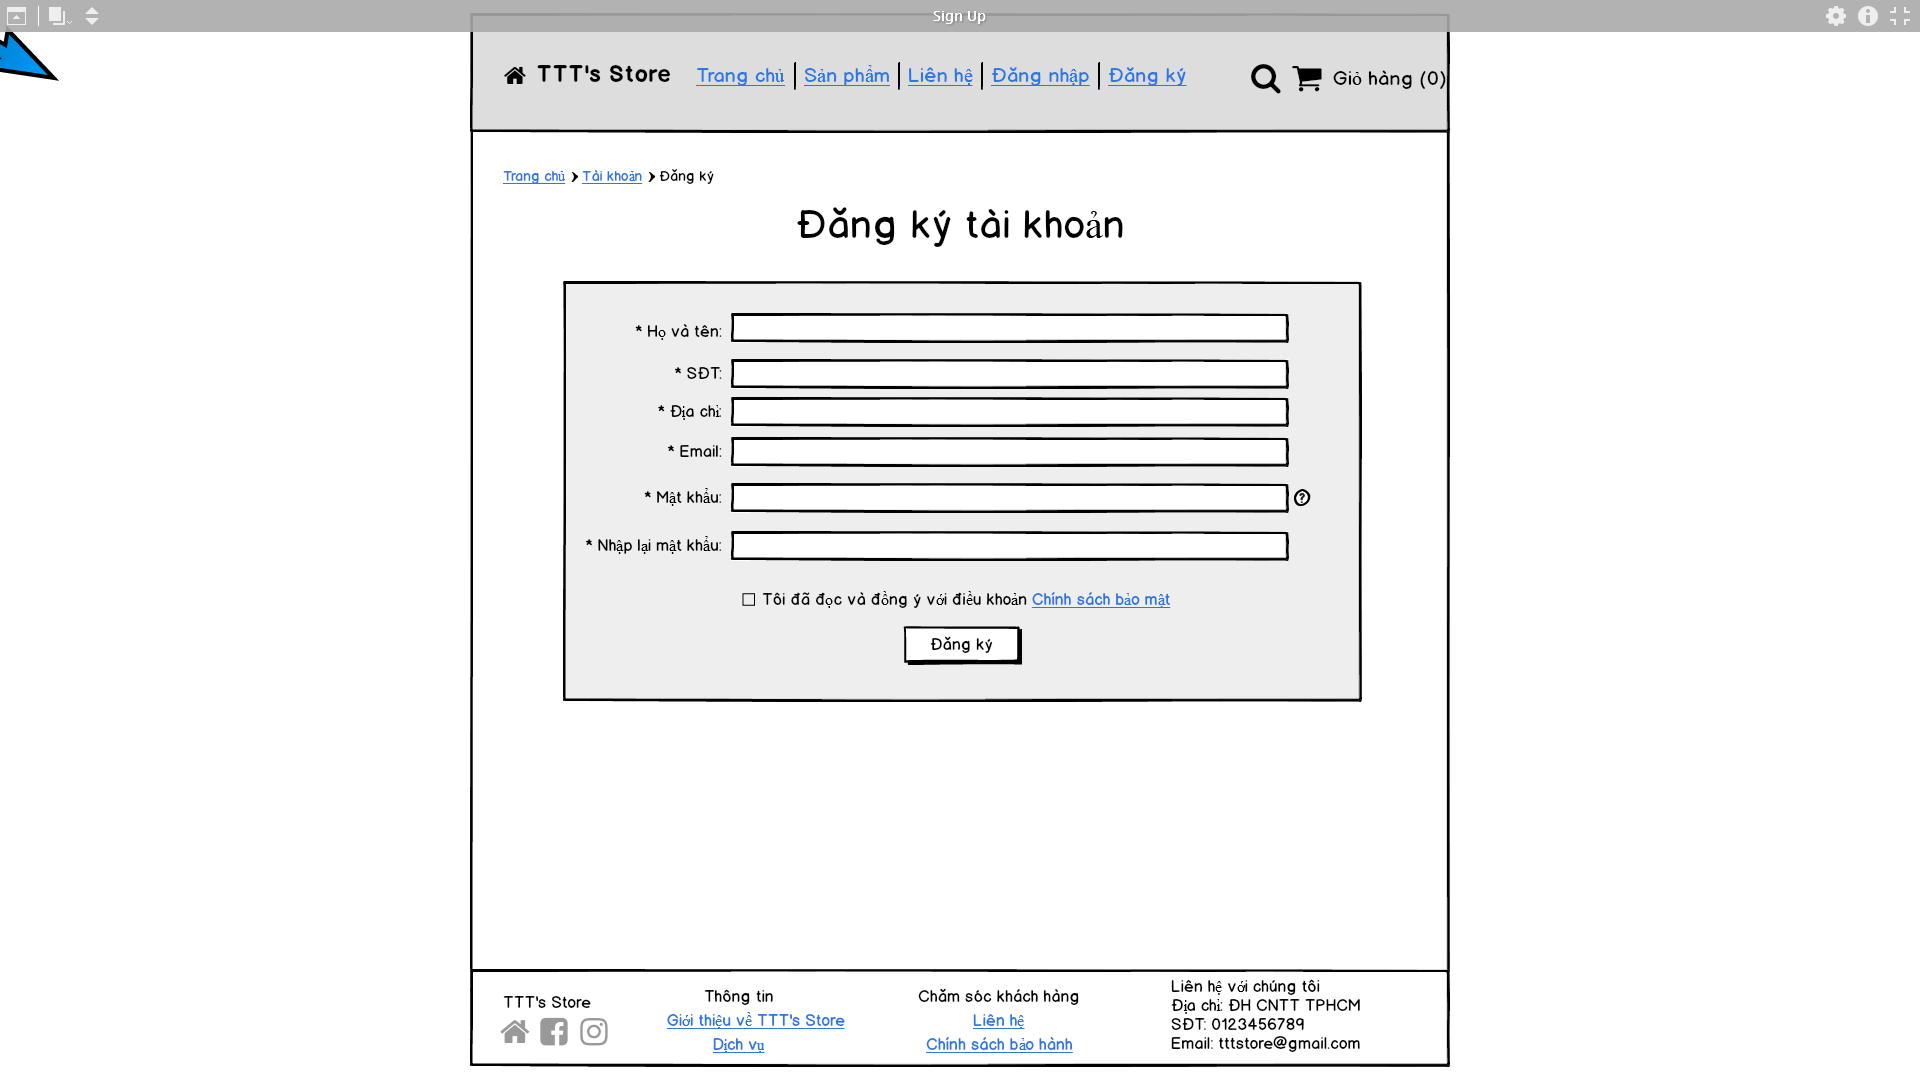 Sign Up
TTT's Store Trang chủ Sản phẩm Liên hệ Đăng nhập Đăng ký Giỏ hàng (0)
Trang chủ Tài khoản Đăng ký
Đăng ký tài khoản
* Họ và tên:
* SĐT:
* Địa chỉ:
* Email:
* Mật khẩu:
* Nhập lại mật khẩu:
Tôi đã đọc và đồng ý với điều khoản Chính sách bảo mật
Đăng ký
TTT's Store
Thông tin
Giới thiệu về TTT's Store
Dịch vụ
Chăm sóc khách hàng
Liên hệ
Chính sách bảo hành
Liên hệ với chúng tôi
Địa chỉ: ĐH CNTT TPHCM
SĐT: 0123456789
Email: tttstore@gmail.com